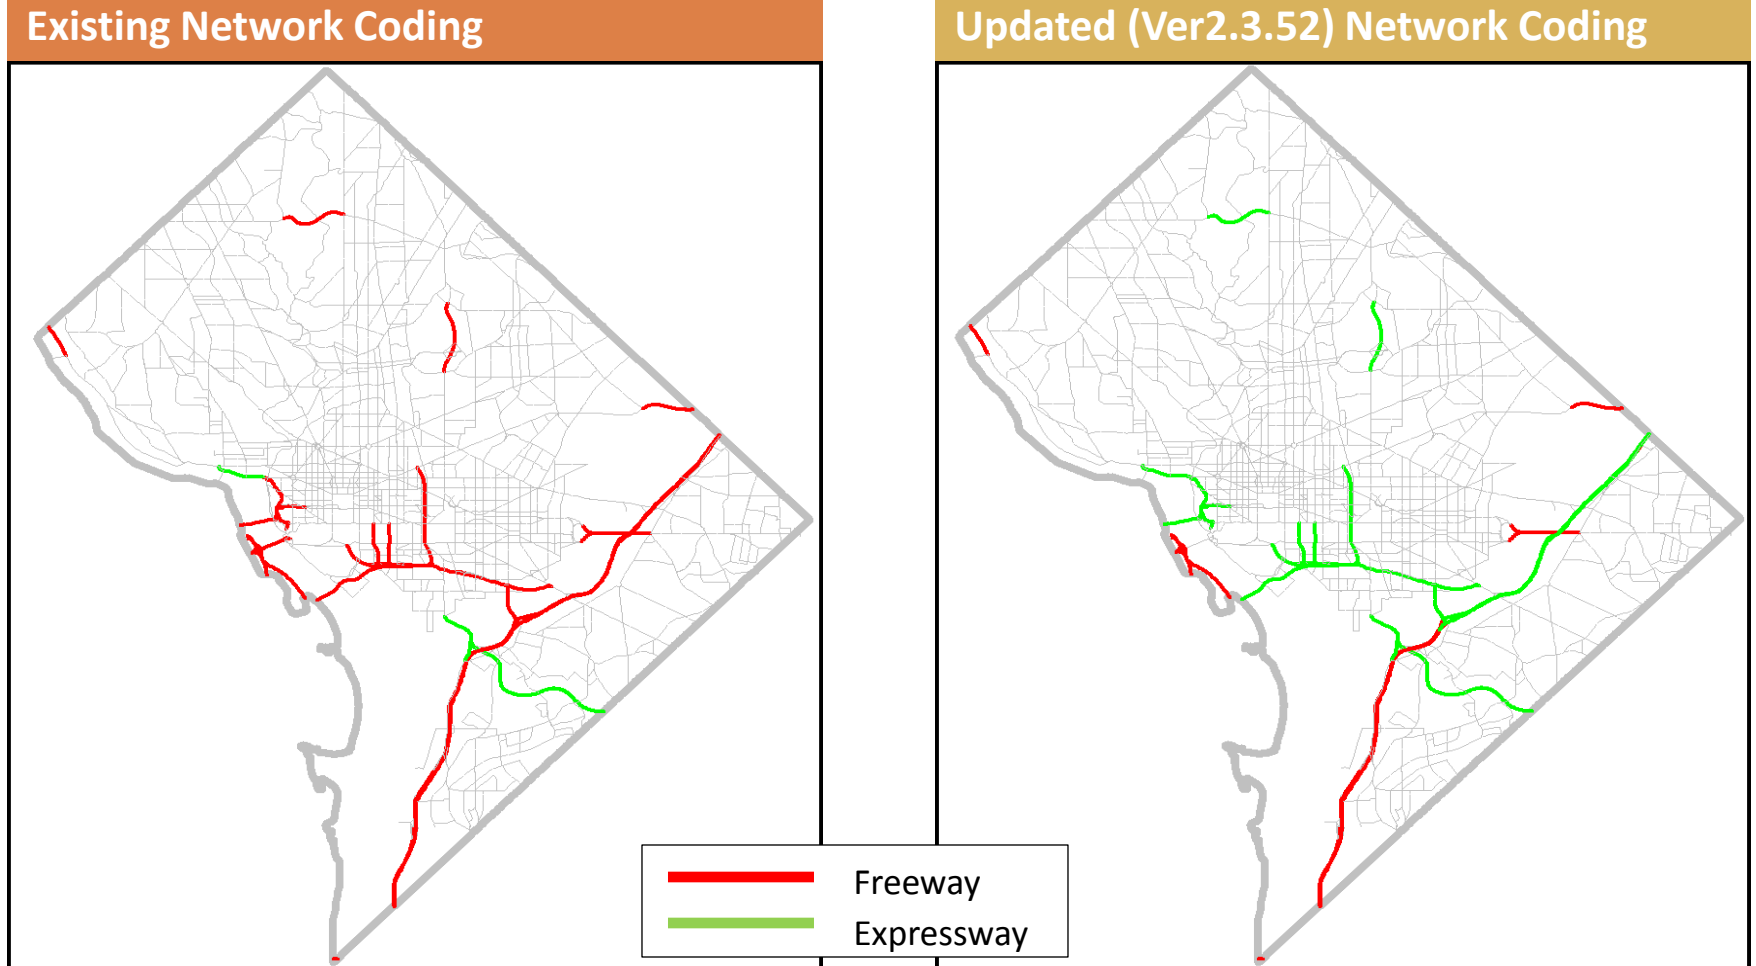 Existing Network Coding
Updated (Ver2.3.52) Network Coding
Freeway
Expressway